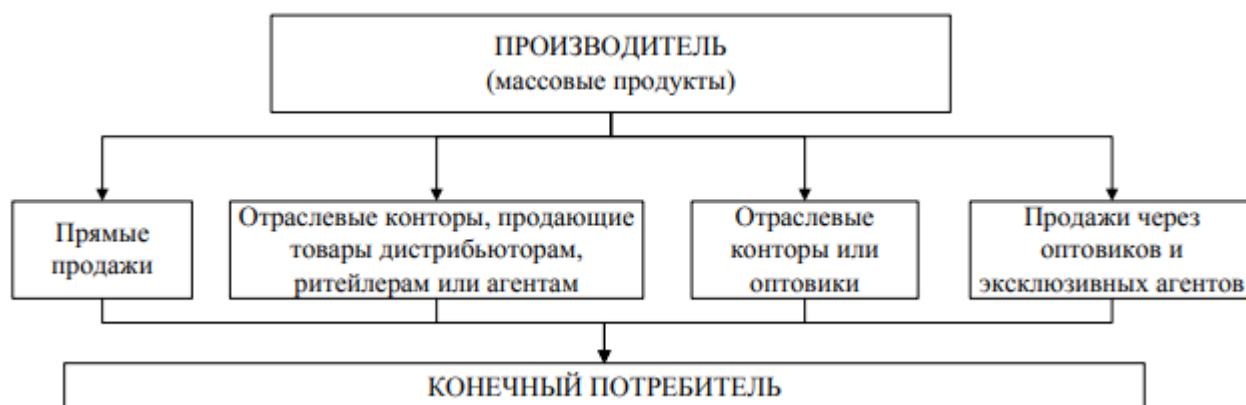 ПРОИЗВОДИТЕЛЬ
(массовые продукты)
Прямые
продажи
Отраслевые конторы, продающие
товары дистрибьюторам,
ритейлерам или агентам
Отраслевые
конторы или
оптовики
Продажи через
оптовиков и
эксклюзивных агентов
КОНЕЧНЫЙ ПОТРЕБИТЕЛЬ